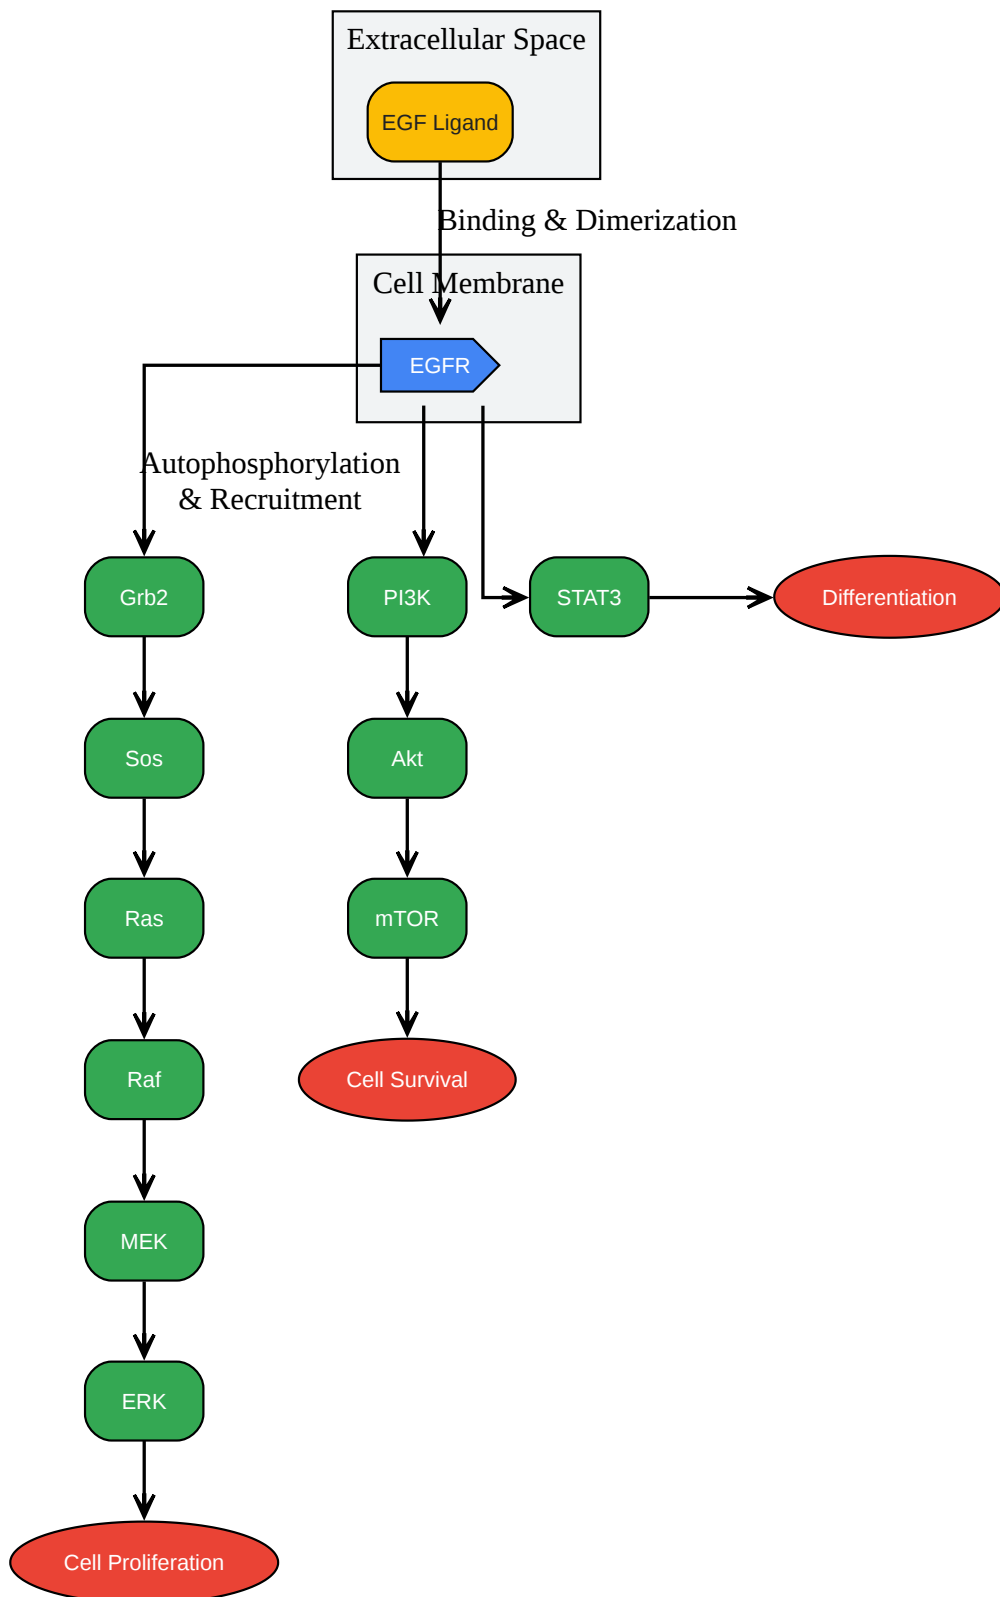 Extracellular Space
EGF Ligand
Binding & Dimerization
Cell Membrane
EGFR
Autophosphorylation
& Recruitment
Grb2
PI3K
STAT3
Differentiation
Sos
Akt
Ras
mTOR
Raf
Cell Survival
MEK
ERK
Cell Proliferation